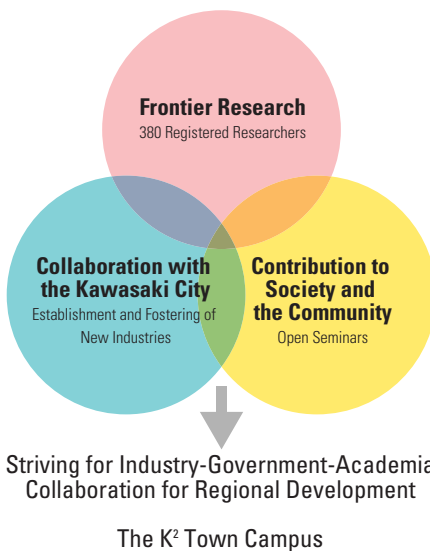 Frontier Research
380 Registered Researchers
Collaboration with
the Kawasaki City
Establishment and Fostering of
New Industries
Contribution to
Society and
the Community
Open Seminars
Striving for Industry-Government-Academia
Collaboration for Regional Development
The K² Town Campus